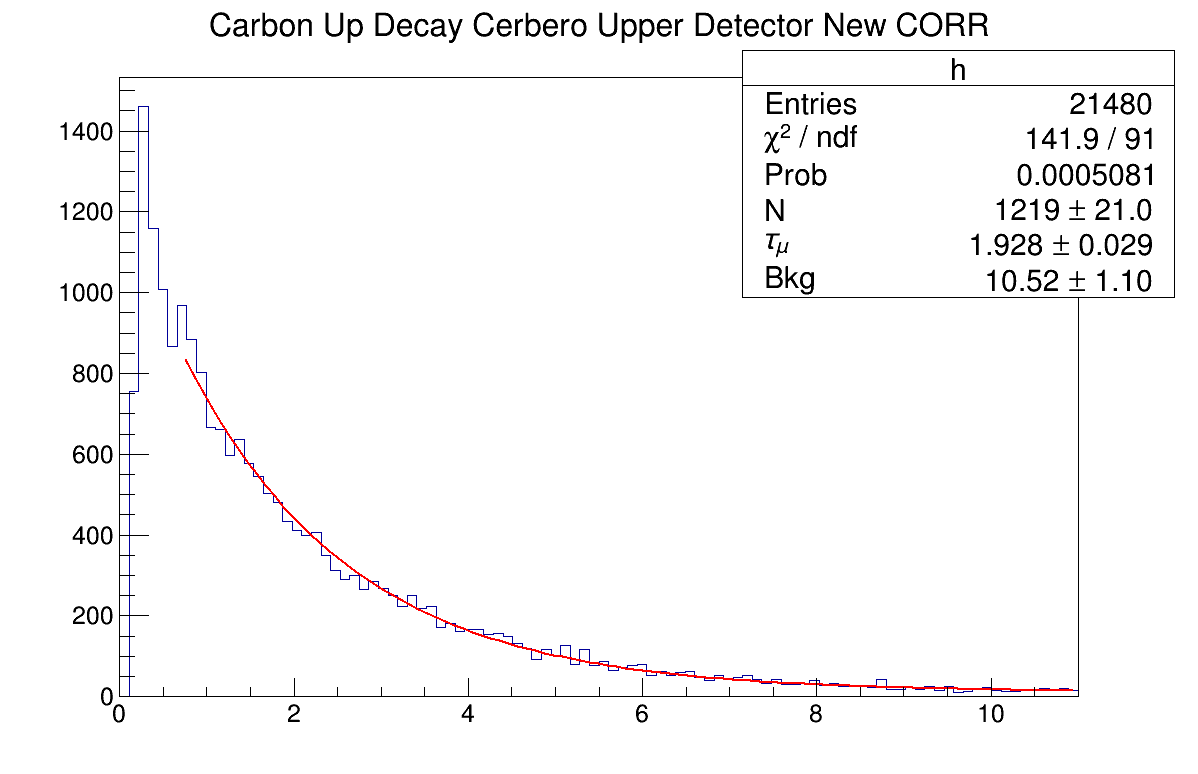 Carbon Up Decay Cerbero Upper Detector New CORR
h
Entries 21480
χ² / ndf 141.9 / 91
Prob 0.0005081
N 1219 ± 21.0
τμ 1.928 ± 0.029
Bkg 10.52 ± 1.10
1400
1200
1000
800
600
400
200
0
0 2 4 6 8 10